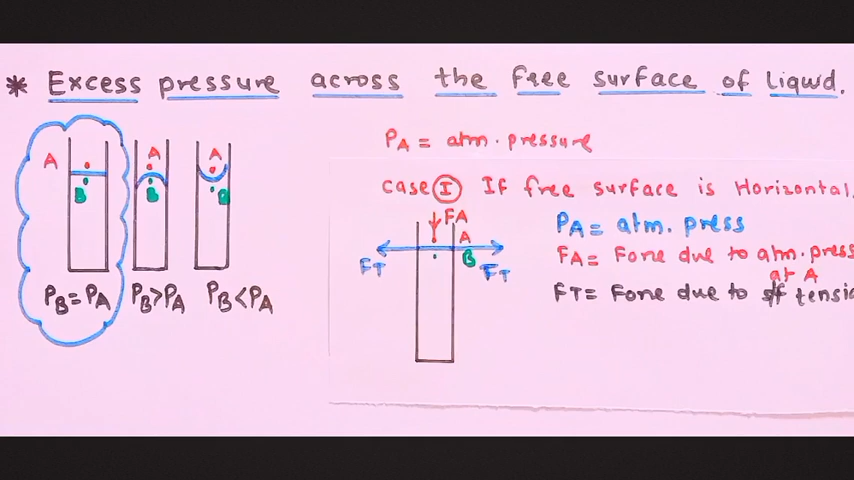 * Excess pressure across the free surface of liquid.
PA = atm. pressure
case I If free surface is Horizontal.
A A A
B B B
PB = PA PB > PA PB < PA
FA
A
B
FT FT
PA = atm. press
FA = Force due to atm. press
at A
FT = Force due to sf tensio